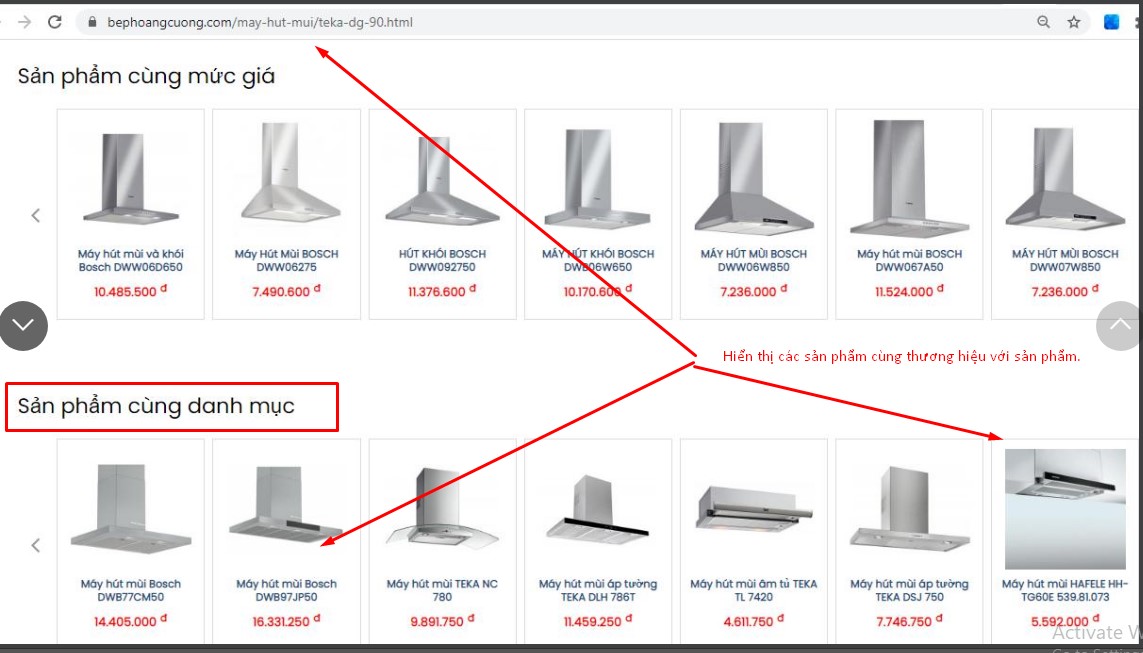 bephoangcuong.com/may-hut-mui/teka-dg-90.html
Sản phẩm cùng mức giá
Máy hút mùi và khói
Bosch DWW06D650
10.485.500 đ
Máy Hút Mùi BOSCH
DWW06275
7.490.600 đ
HÚT KHÓI BOSCH
DWW092750
11.376.600 đ
MÁY HÚT KHÓI BOSCH
DWB06W650
10.170.600 đ
MÁY HÚT MÙI BOSCH
DWW06W850
7.236.000 đ
Máy hút mùi BOSCH
DWW067A50
11.524.000 đ
MÁY HÚT MÙI BOSCH
DWW07W850
7.236.000 đ
Hiển thị các sản phẩm cùng thương hiệu với sản phẩm.
Sản phẩm cùng danh mục
Máy hút mùi Bosch
DWB77CM50
14.405.000 đ
Máy hút mùi Bosch
DWB97JP50
16.331.250 đ
Máy hút mùi TEKA NC
780
9.891.750 đ
Máy hút mùi áp tường
TEKA DLH 786T
11.459.250 đ
Máy hút mùi âm tủ TEKA
TL 7420
4.611.750 đ
Máy hút mùi áp tường
TEKA DSJ 750
7.746.750 đ
Máy hút mùi HAFELE HH-
TG60E 539.81.073
5.592.000 đ
Activate W